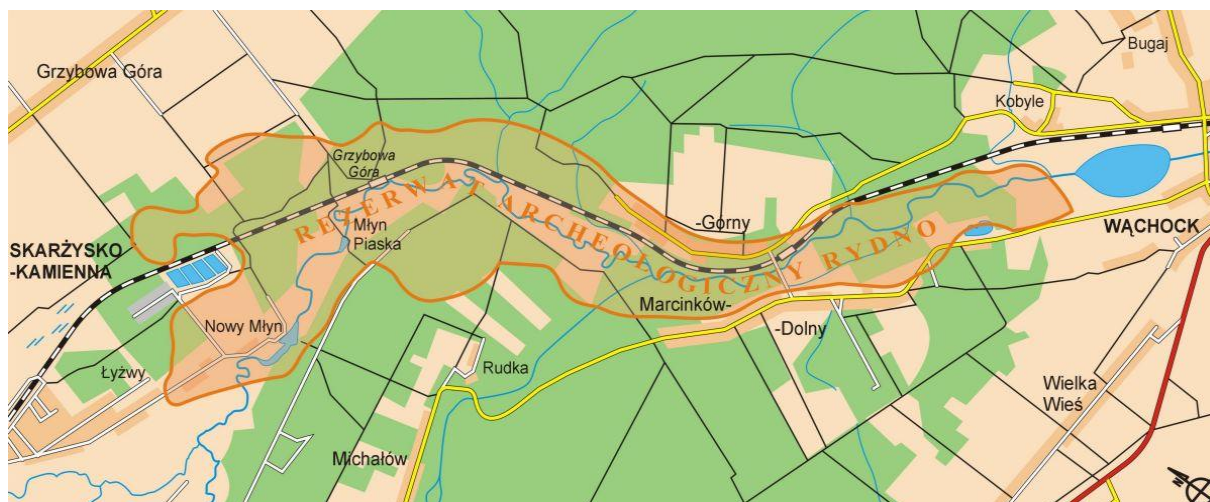 Grzybowa Góra
Bugaj
Kobyle
Grzybowa
Góra
REZERWAT ARCHEOLOGICZNY RYDNO
Młyn
Piaska
-Górny
SKARŻYSKO
-KAMIENNA
WĄCHOCK
Marcinków-
Nowy Młyn
-Dolny
Łyżwy
Rudka
Wielka
Wieś
Michałów
N